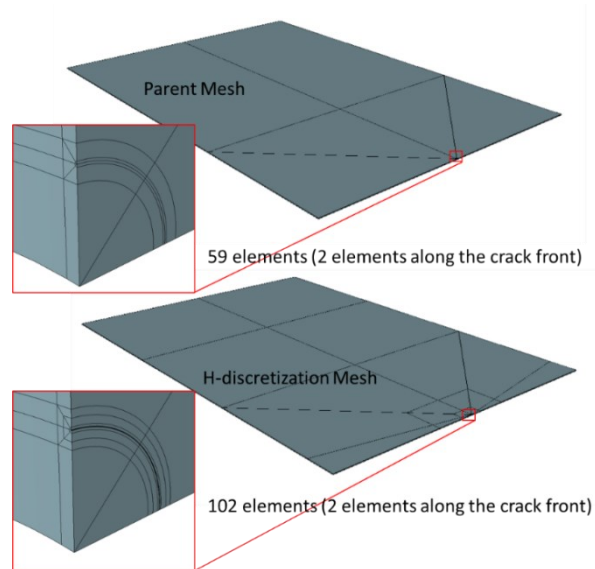 Parent Mesh
59 elements (2 elements along the crack front)
H-discretization Mesh
102 elements (2 elements along the crack front)